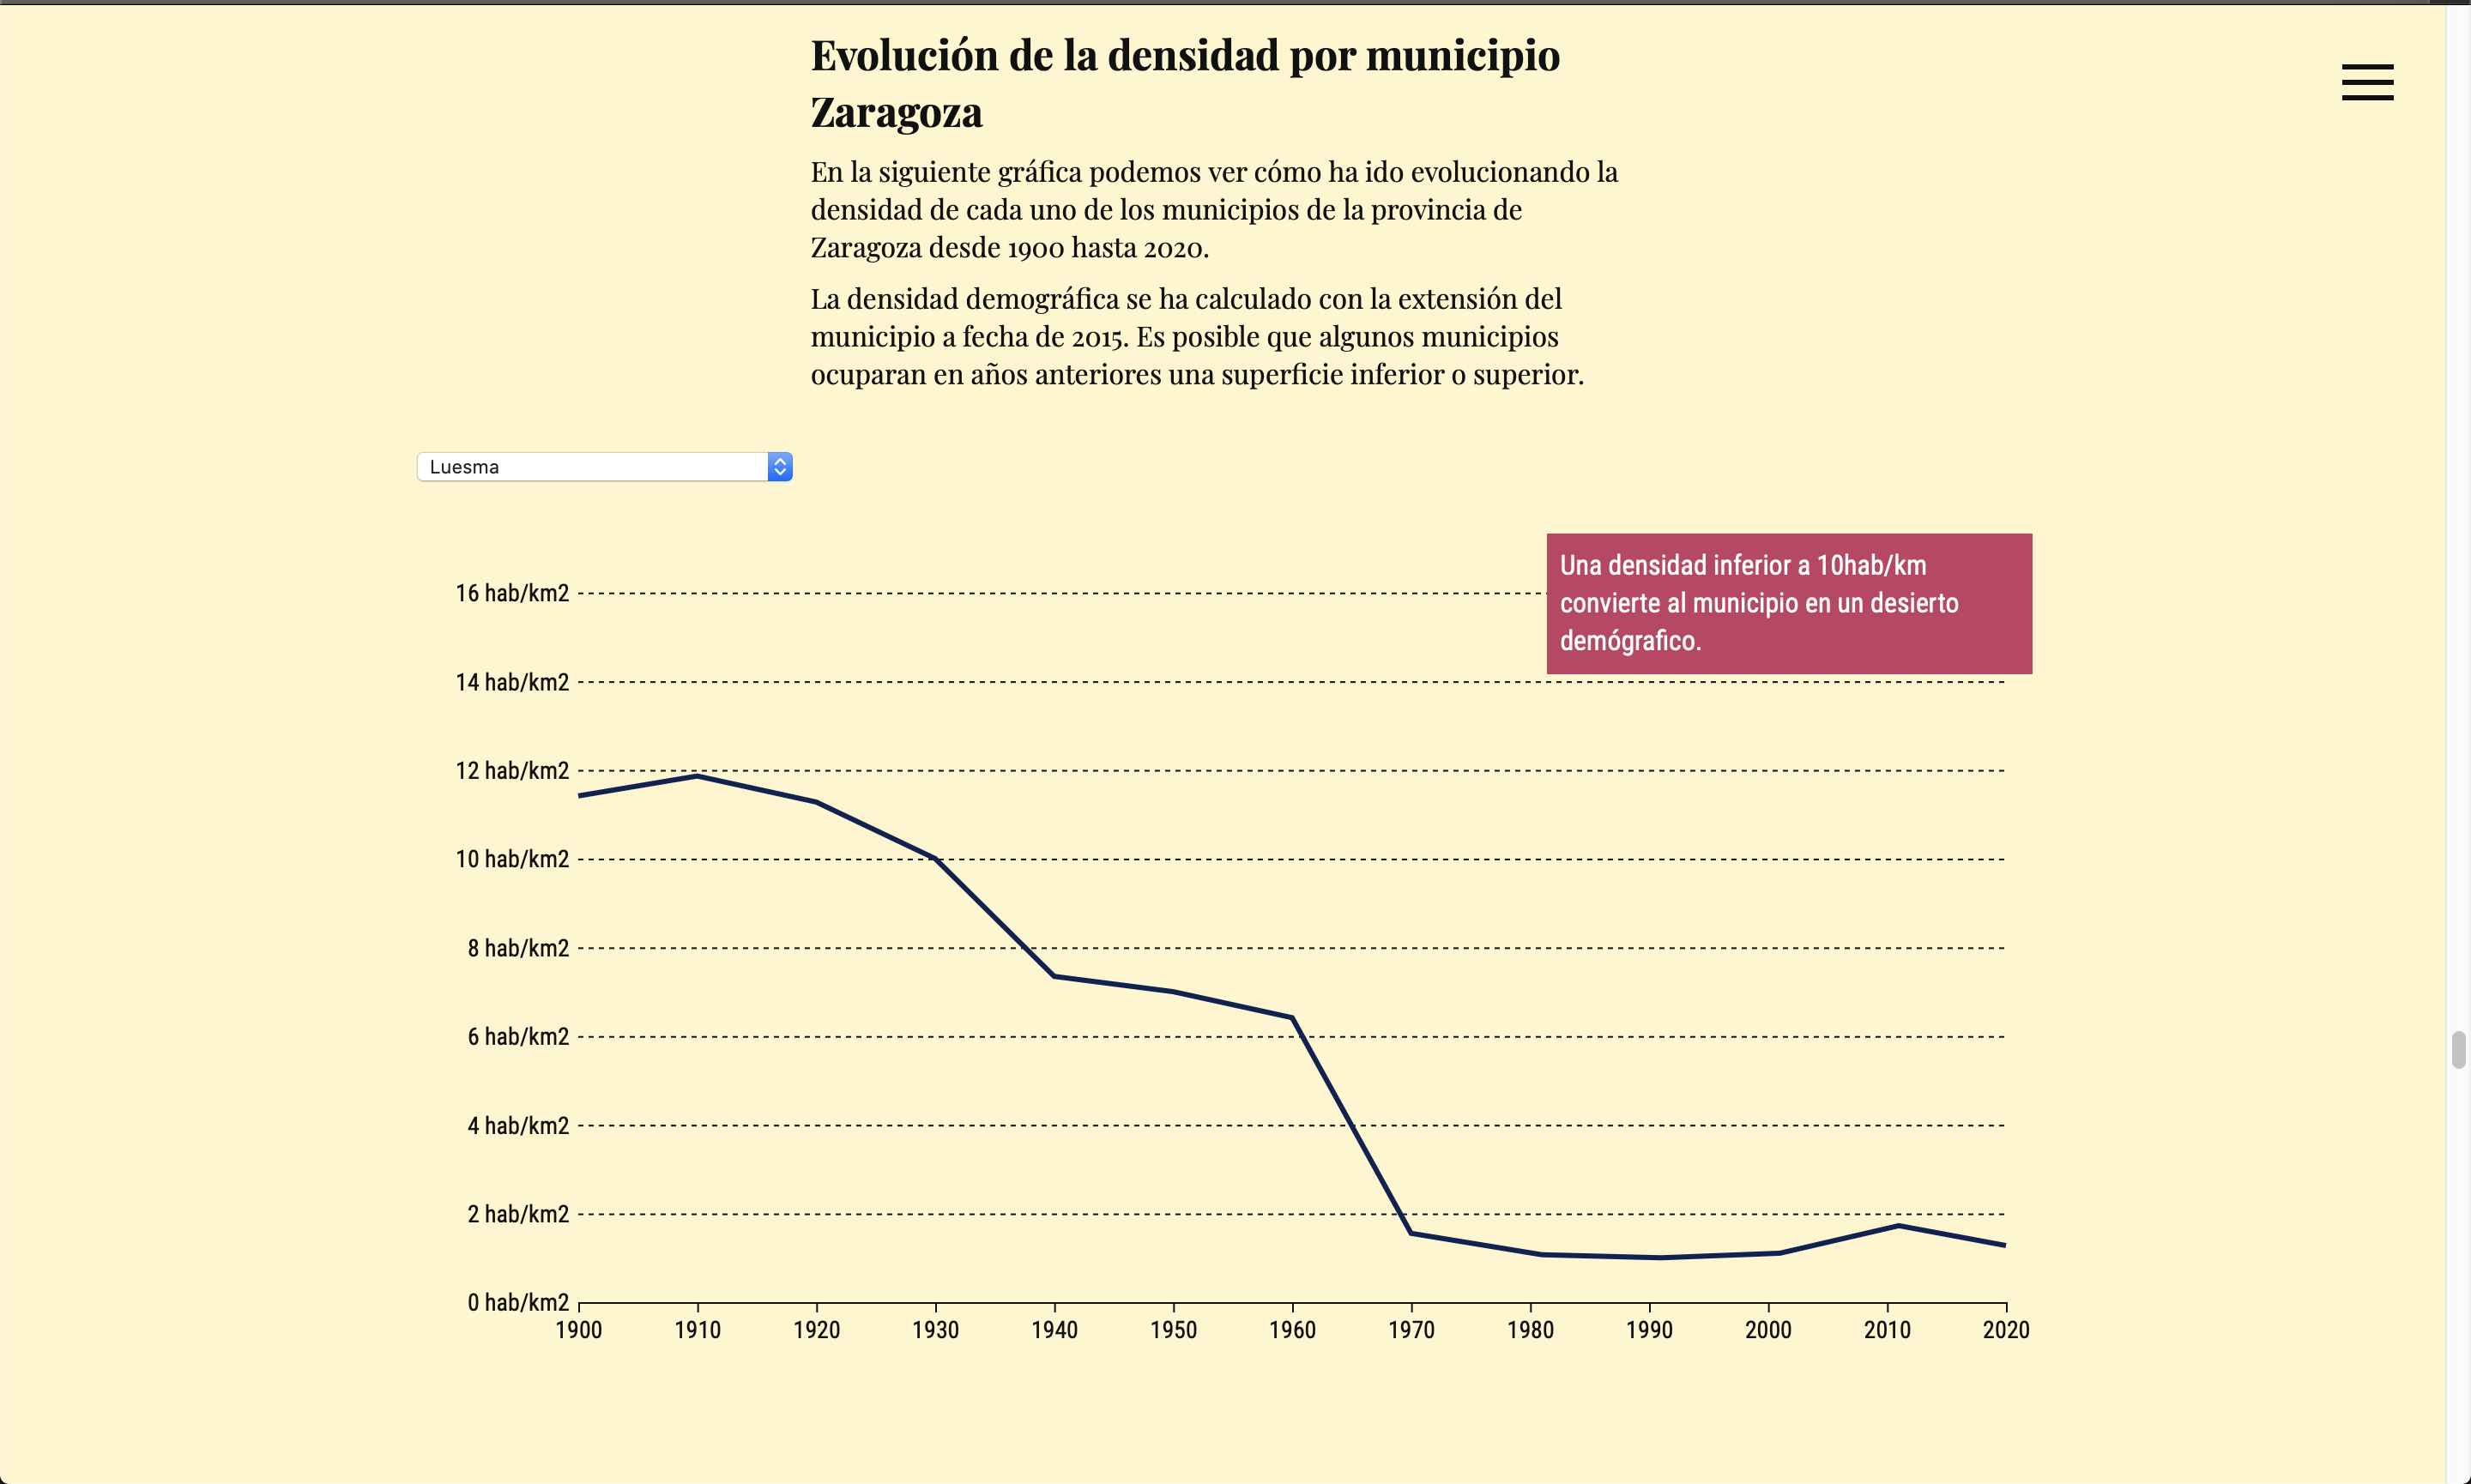 Evolución de la densidad por municipio
Zaragoza
En la siguiente gráfica podemos ver cómo ha ido evolucionando la
densidad de cada uno de los municipios de la provincia de
Zaragoza desde 1900 hasta 2020.
La densidad demográfica se ha calculado con la extensión del
municipio a fecha de 2015. Es posible que algunos municipios
ocuparan en años anteriores una superficie inferior o superior.
Luesma
Una densidad inferior a 10hab/km
convierte al municipio en un desierto
demógrafico.
16 hab/km2
14 hab/km2
12 hab/km2
10 hab/km2
8 hab/km2
6 hab/km2
4 hab/km2
2 hab/km2
0 hab/km2
1900 1910 1920 1930 1940 1950 1960 1970 1980 1990 2000 2010 2020